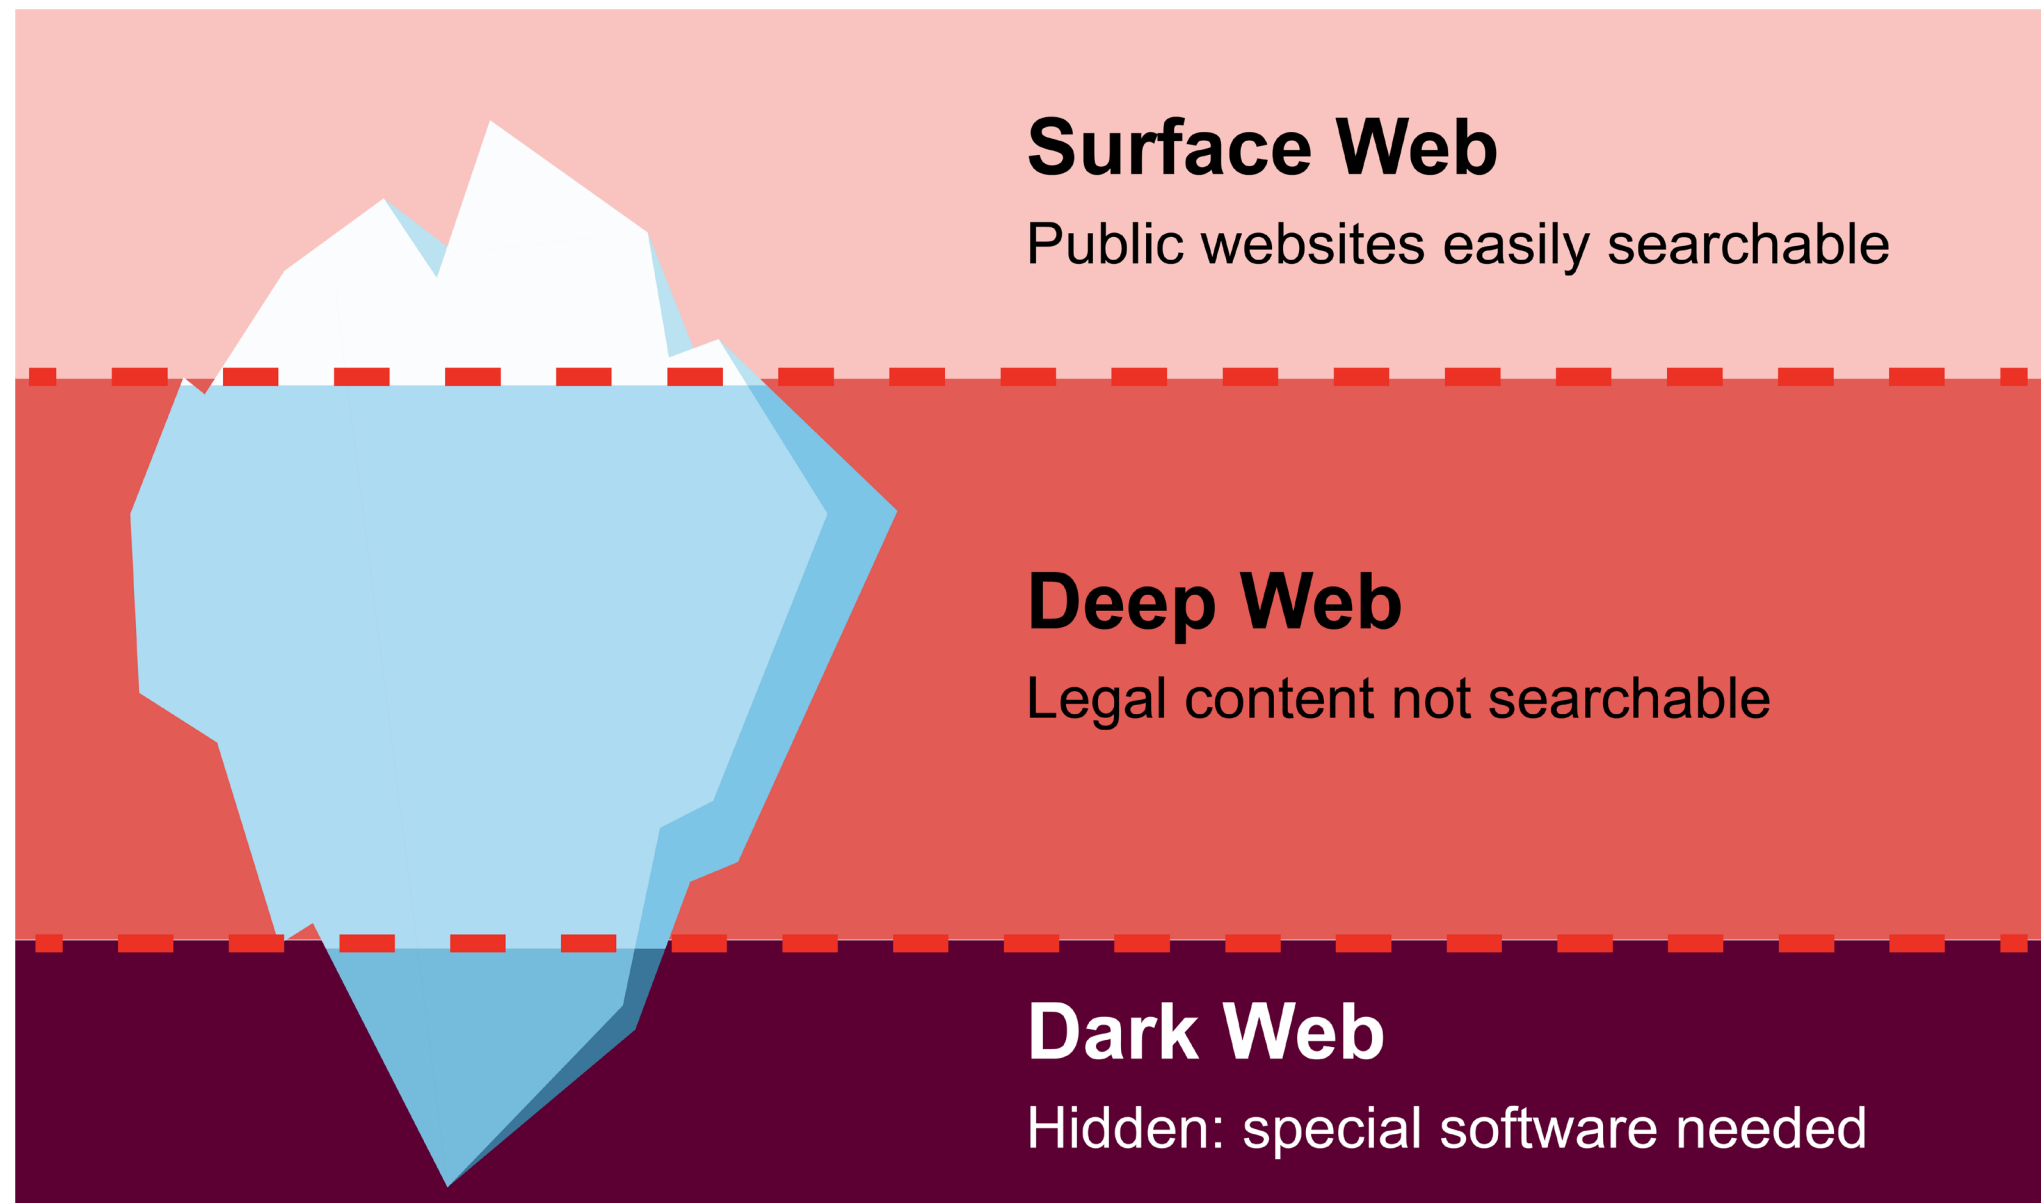 Surface Web
Public websites easily searchable
Deep Web
Legal content not searchable
Dark Web
Hidden: special software needed